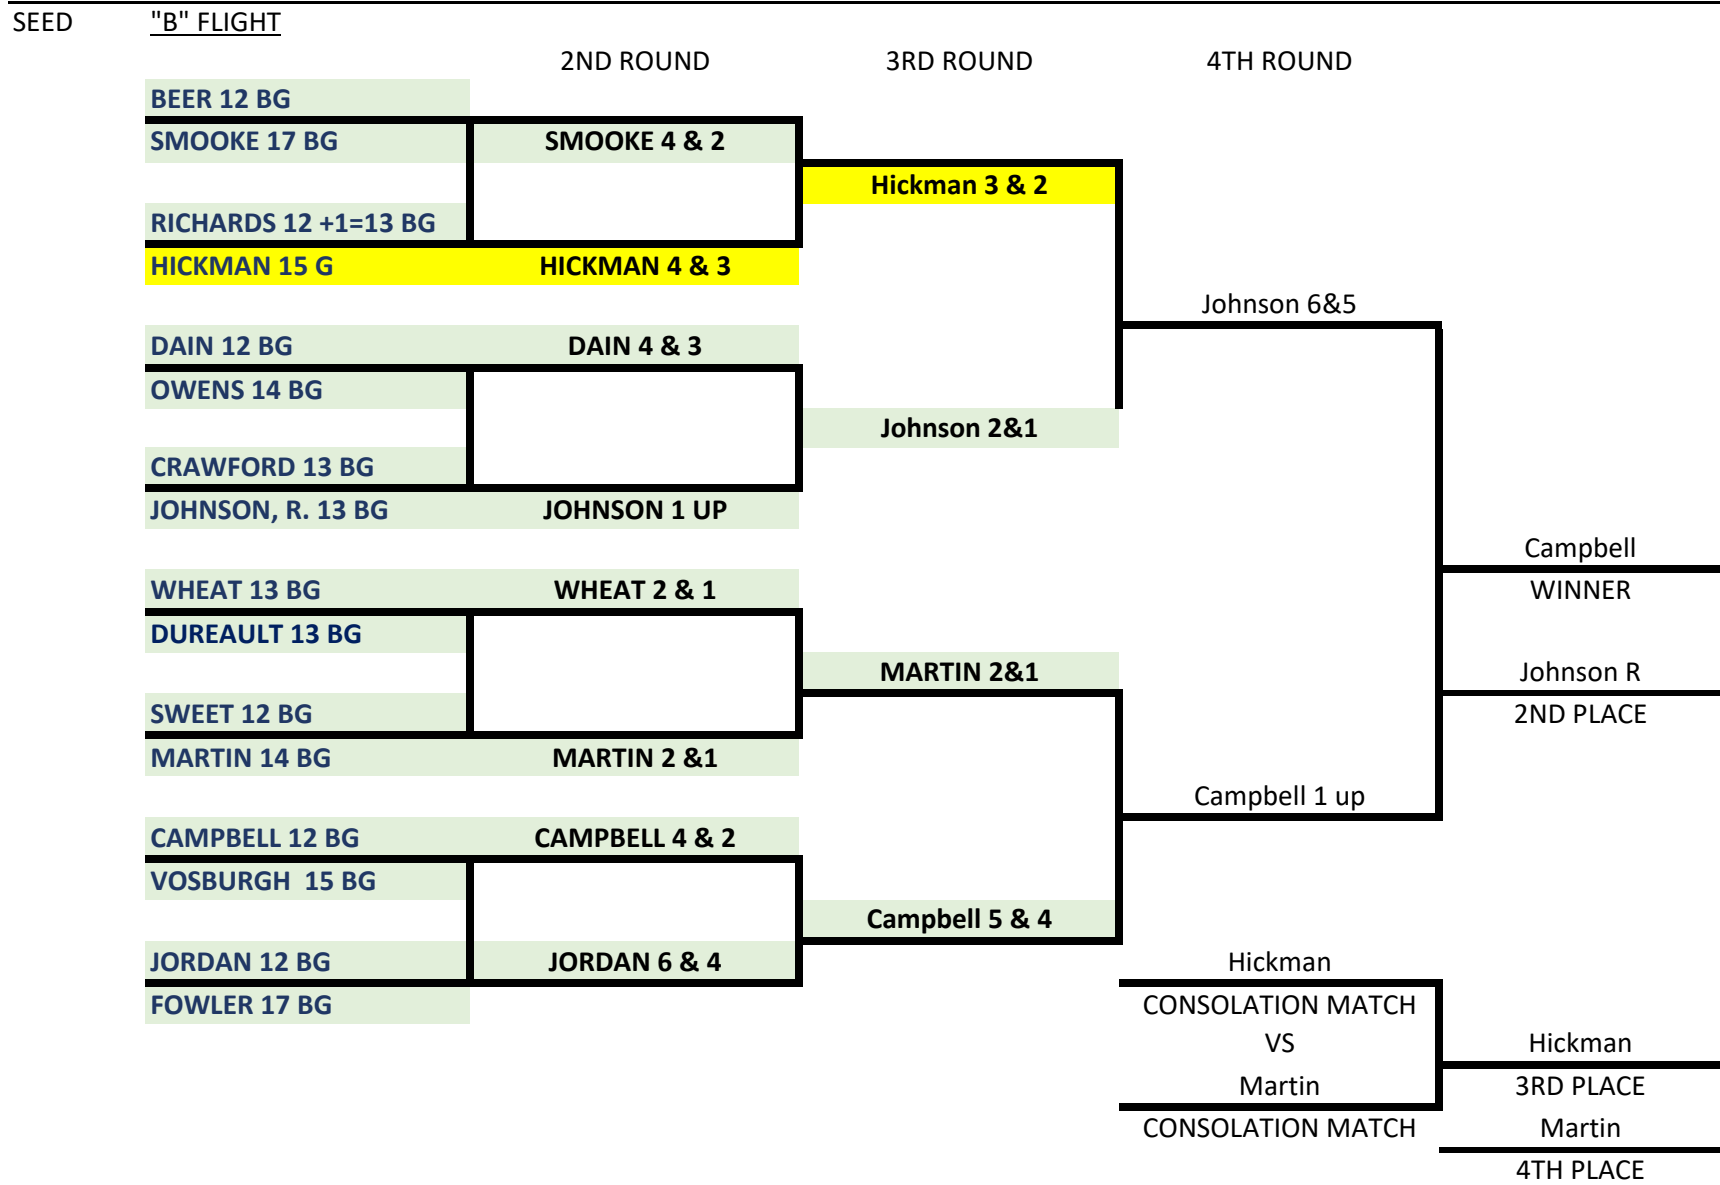 SEED "B" FLIGHT
2ND ROUND 3RD ROUND 4TH ROUND
BEER 12 BG
SMOOKE 17 BG SMOOKE 4 & 2
Hickman 3 & 2
RICHARDS 12 +1=13 BG
HICKMAN 15 G HICKMAN 4 & 3
Johnson 6&5
DAIN 12 BG DAIN 4 & 3
OWENS 14 BG
Johnson 2&1
CRAWFORD 13 BG
JOHNSON, R. 13 BG JOHNSON 1 UP
Campbell
WHEAT 13 BG WHEAT 2 & 1 WINNER
DUREAULT 13 BG
MARTIN 2&1 Johnson R
SWEET 12 BG 2ND PLACE
MARTIN 14 BG MARTIN 2 &1
Campbell 1 up
CAMPBELL 12 BG CAMPBELL 4 & 2
VOSBURGH 15 BG
Campbell 5 & 4
JORDAN 12 BG JORDAN 6 & 4 Hickman
FOWLER 17 BG CONSOLATION MATCH
VS Hickman
Martin 3RD PLACE
CONSOLATION MATCH Martin
4TH PLACE